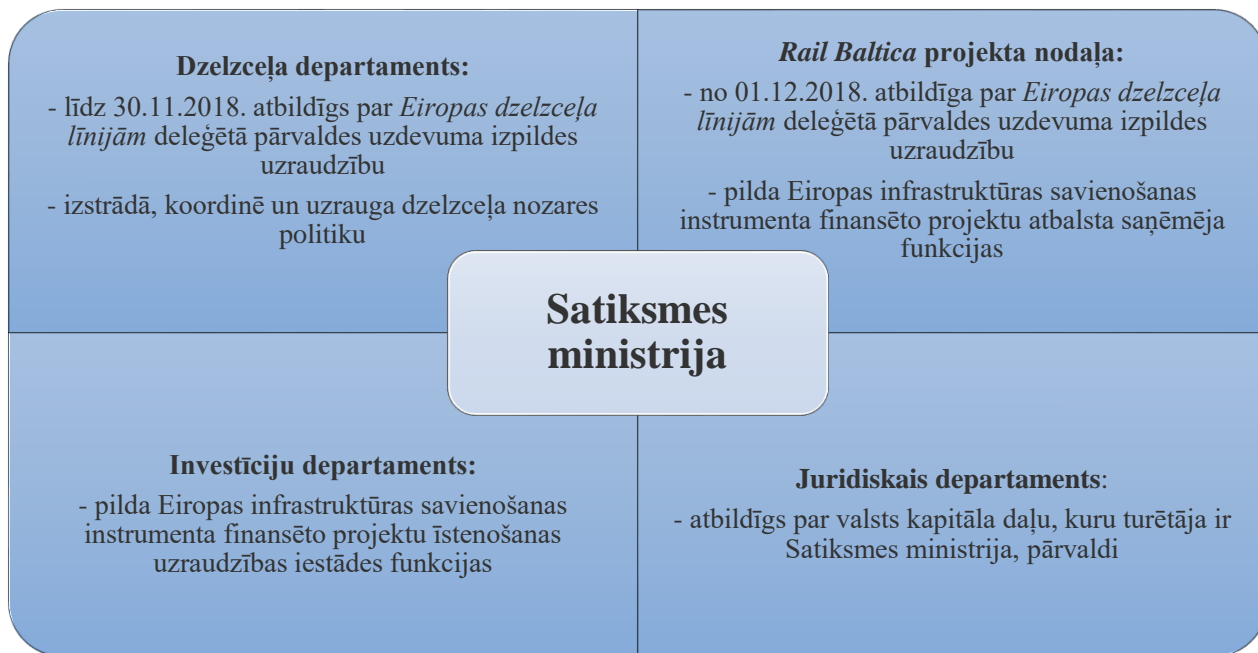 Dzelzceļa departaments:
- līdz 30.11.2018. atbildīgs par Eiropas dzelzceļa
līnijām deleģētā pārvaldes uzdevuma izpildes
uzraudzību
- izstrādā, koordinē un uzrauga dzelzceļa nozares
politiku
Rail Baltica projekta nodaļa:
- no 01.12.2018. atbildīga par Eiropas dzelzceļa
līnijām deleģētā pārvaldes uzdevuma izpildes
uzraudzību
- pilda Eiropas infrastruktūras savienošanas
instrumenta finansēto projektu atbalsta saņēmēja
funkcijas
Satiksmes
ministrija
Investīciju departaments:
- pilda Eiropas infrastruktūras savienošanas
instrumenta finansēto projektu īstenošanas
uzraudzības iestādes funkcijas
Juridiskais departaments:
- atbildīgs par valsts kapitāla daļu, kuru turētāja ir
Satiksmes ministrija, pārvaldi